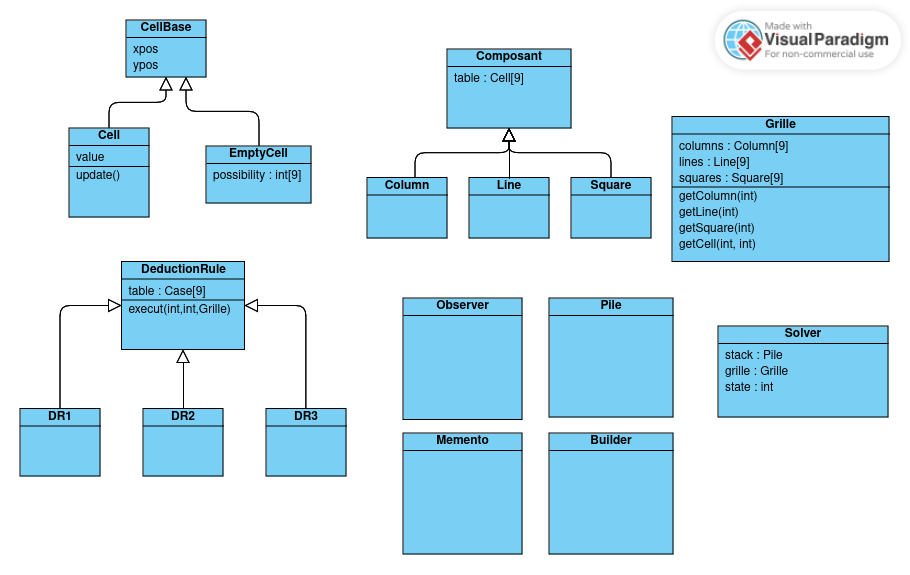 CellBase
xpos
ypos
Cell
value
update()
EmptyCell
possibility : int[9]
Composant
table : Cell[9]
Column
Line
Square
Made with
Visual Paradigm
For non-commercial use
Grille
columns : Column[9]
lines : Line[9]
squares : Square[9]
getColumn(int)
getLine(int)
getSquare(int)
getCell(int, int)
DeductionRule
table : Case[9]
execut(int,int,Grille)
DR1
DR2
DR3
Observer
Pile
Memento
Builder
Solver
stack : Pile
grille : Grille
state : int